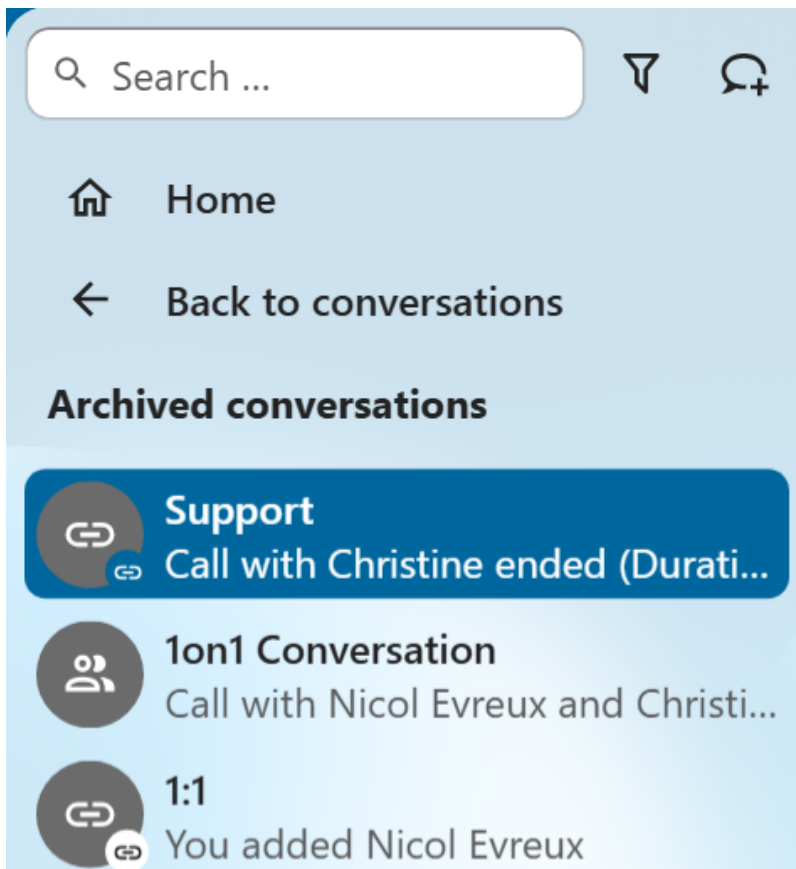 Search ...
Home
Back to conversations
Archived conversations
Support
Call with Christine ended (Durati...
1on1 Conversation
Call with Nicol Evreux and Christi...
1:1
You added Nicol Evreux